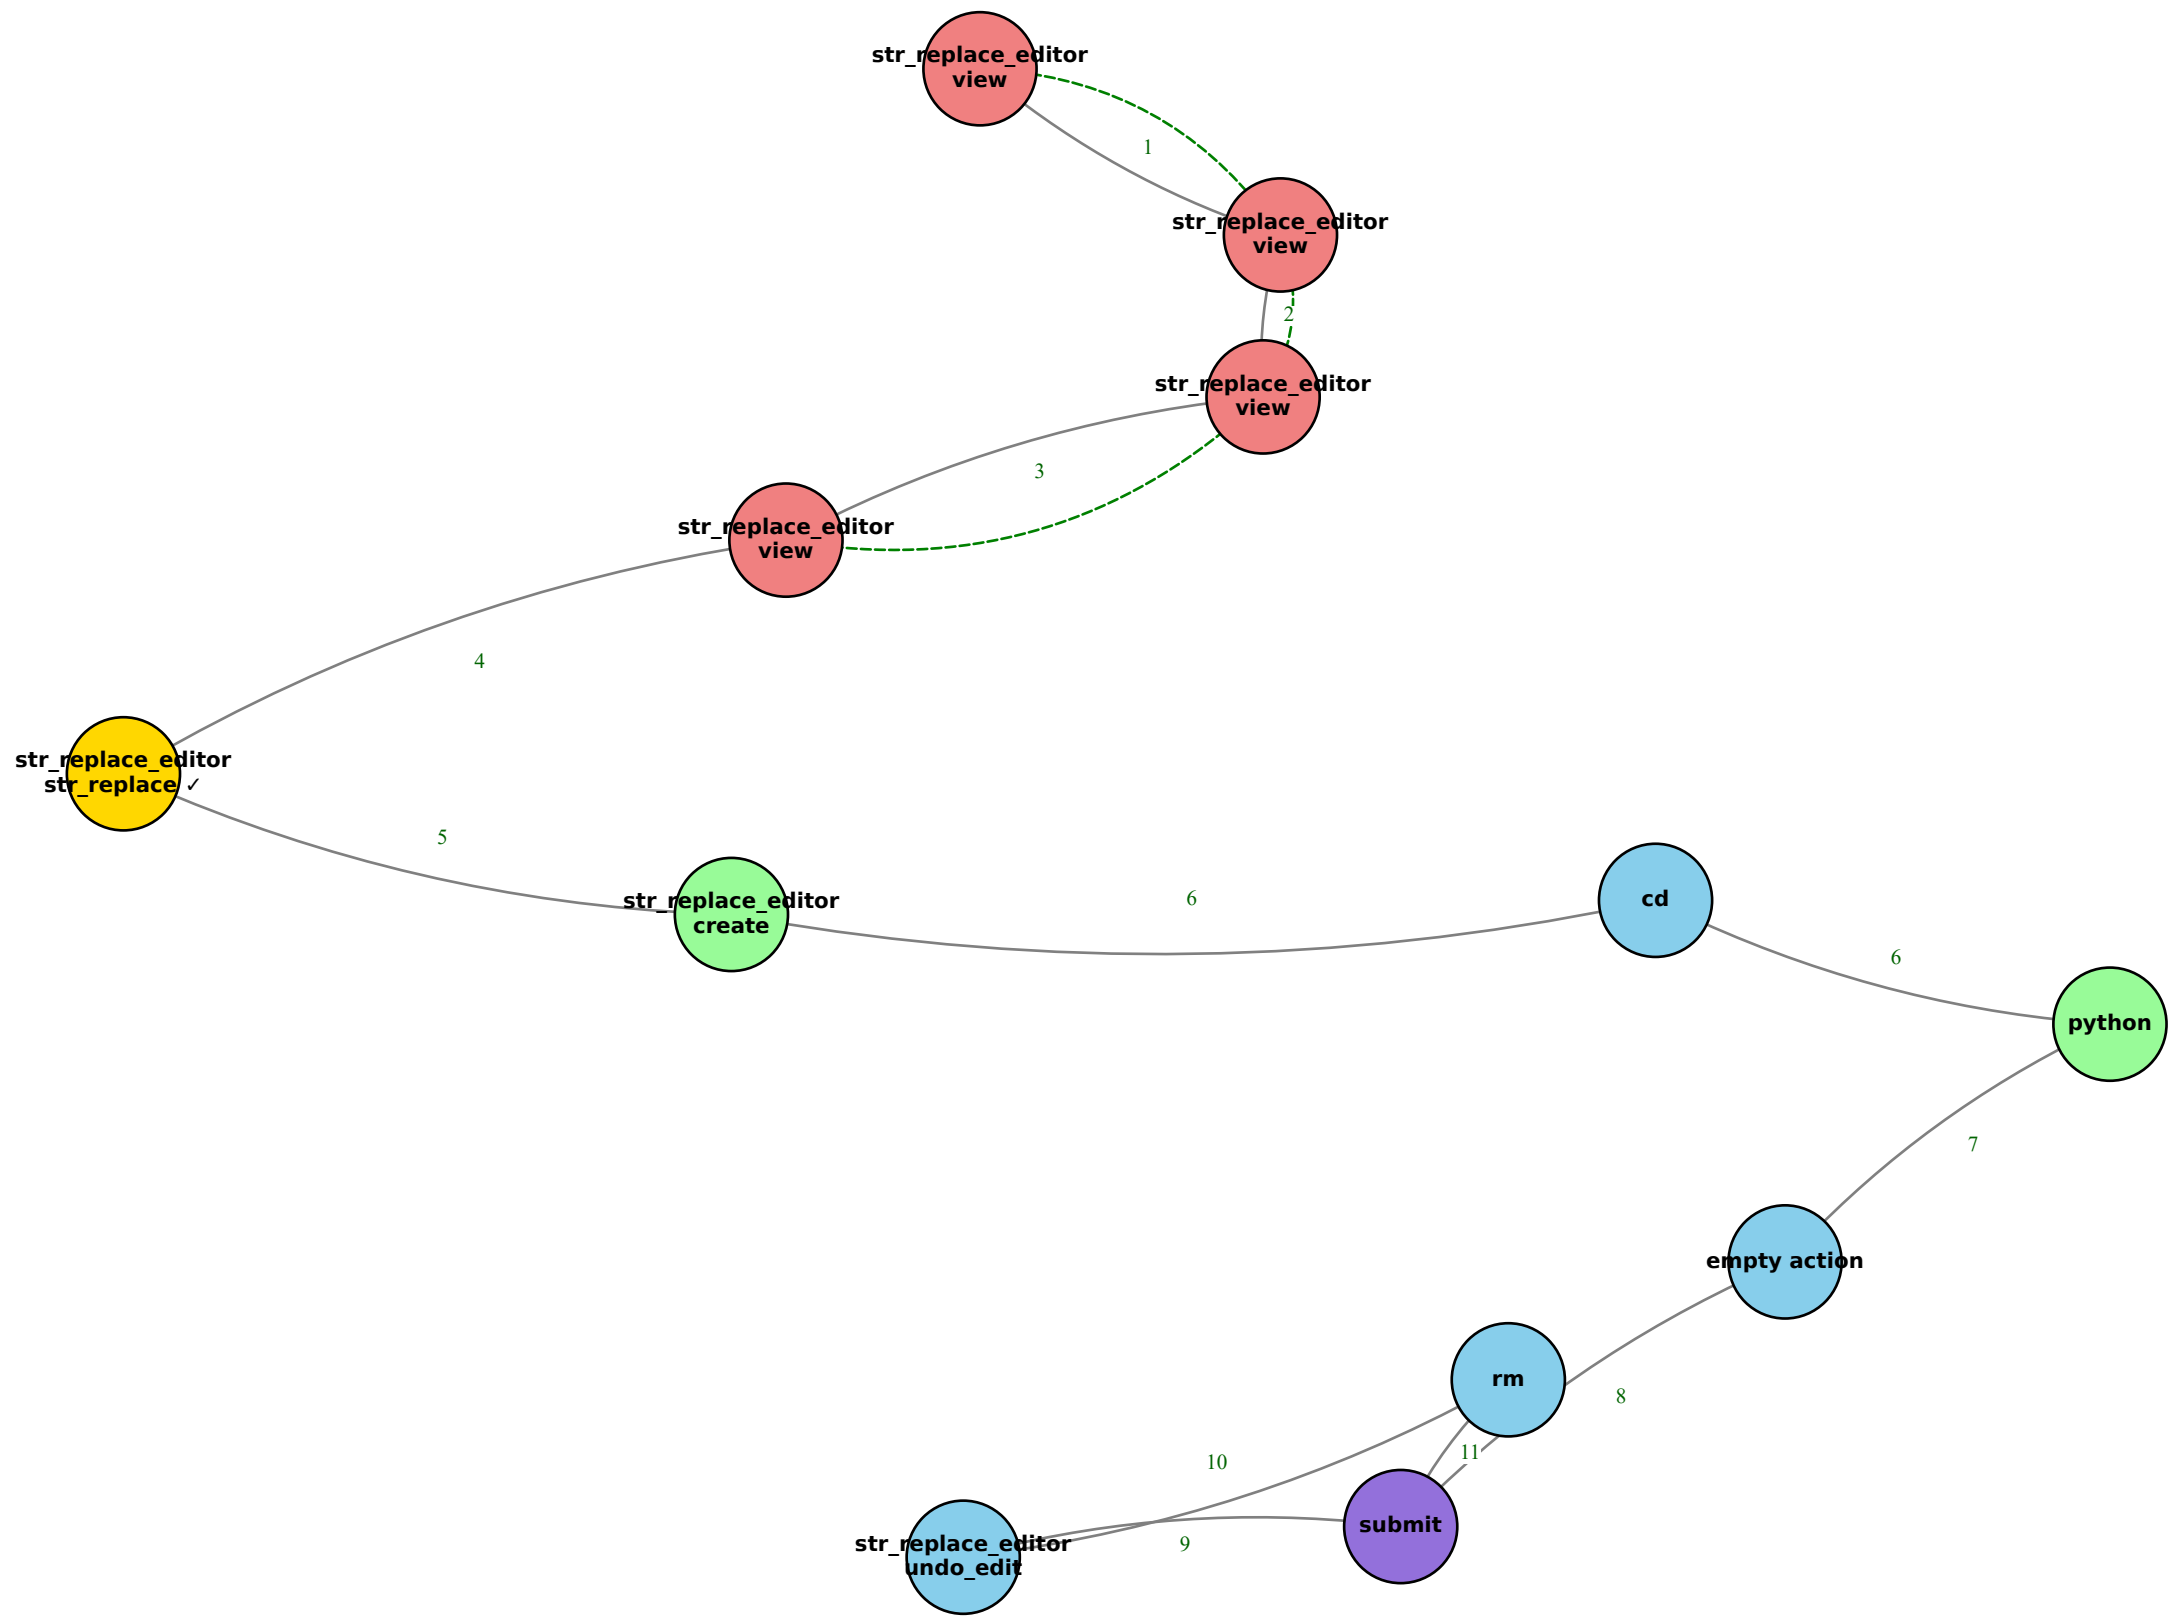 str_replace_editor
view
1
str_replace_editor
view
2
str_replace_editor
view
3
str_replace_editor
view
4
str_replace_editor
str_replace ✓
5
str_replace_editor
create
6
cd
6
python
7
empty action
8
rm
11
10
submit
9
str_replace_editor
undo_edit